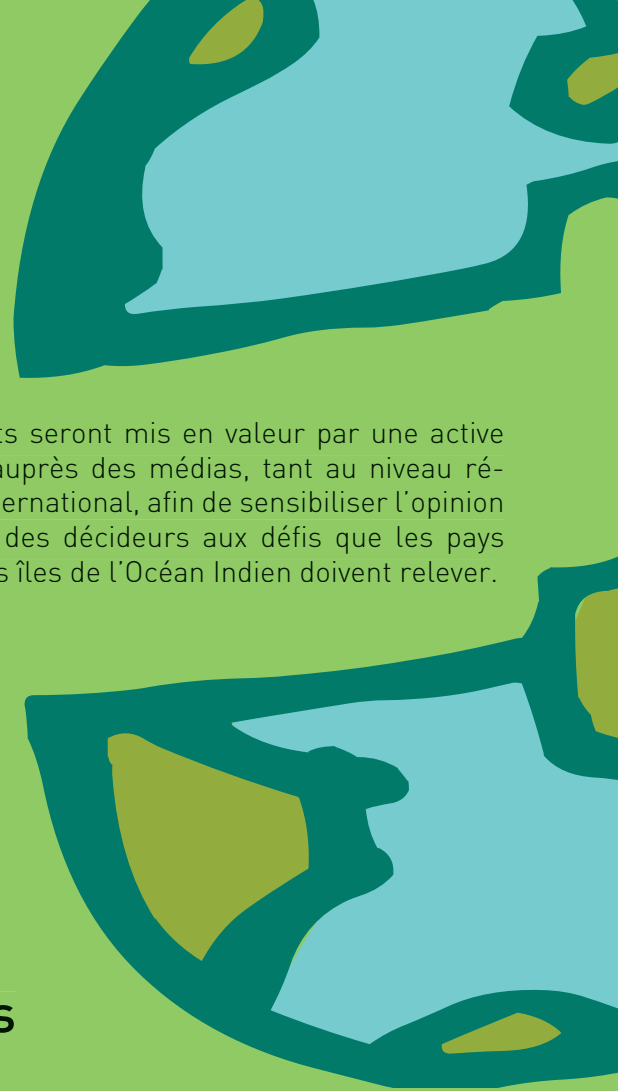 ts seront mis en valeur par une active
auprès des médias, tant au niveau ré-
ernational, afin de sensibiliser l’opinion
des décideurs aux défis que les pays
s îles de l’Océan Indien doivent relever.
s